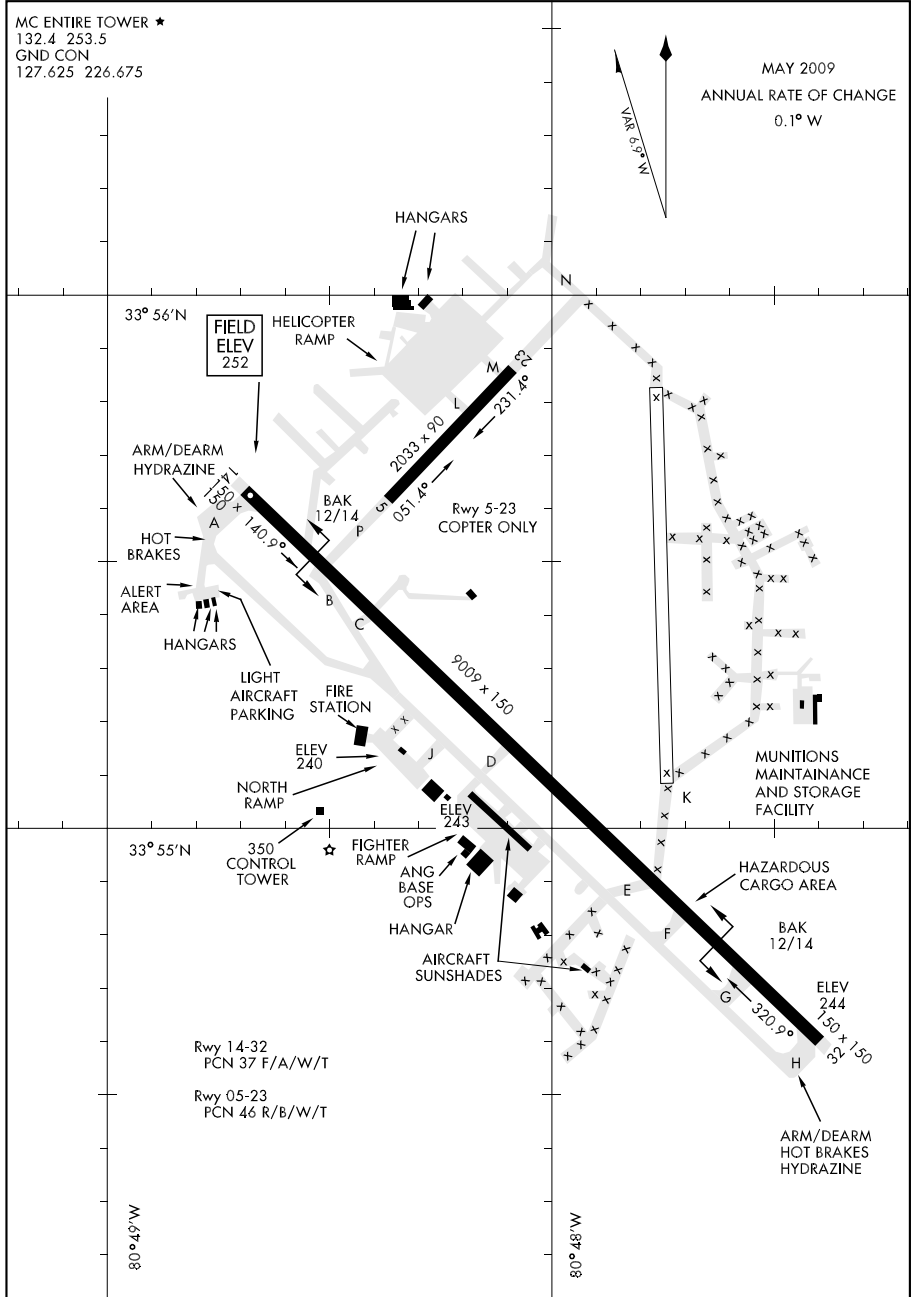 MC ENTIRE TOWER ★
132.4 253.5
GND CON
127.625 226.675
MAY 2009
ANNUAL RATE OF CHANGE
0.1° W
VAR 6.9° W
HANGARS
N
33° 56'N
FIELD
ELEV
252
HELICOPTER
RAMP
M
23
L
2033 x 90
231.4°
051.4°
5
Rwy 5-23
COPTER ONLY
ARM/DEARM
HYDRAZINE
14
150 x
150
A
140.9°
BAK
12/14
P
HOT
BRAKES
B
ALERT
AREA
C
HANGARS
LIGHT
AIRCRAFT
PARKING
9009 x 150
FIRE
STATION
ELEV
240
J
D
NORTH
RAMP
MUNITIONS
MAINTAINANCE
AND STORAGE
FACILITY
K
ELEV
243
33° 55'N
350
CONTROL
TOWER
FIGHTER
RAMP
ANG
BASE
OPS
HANGAR
HAZARDOUS
CARGO AREA
E
F
BAK
12/14
AIRCRAFT
SUNSHADES
G
320.9°
ELEV
244
150 x 150
32
H
Rwy 14-32
PCN 37 F/A/W/T
Rwy 05-23
PCN 46 R/B/W/T
ARM/DEARM
HOT BRAKES
HYDRAZINE
80° 49'W
80° 48'W